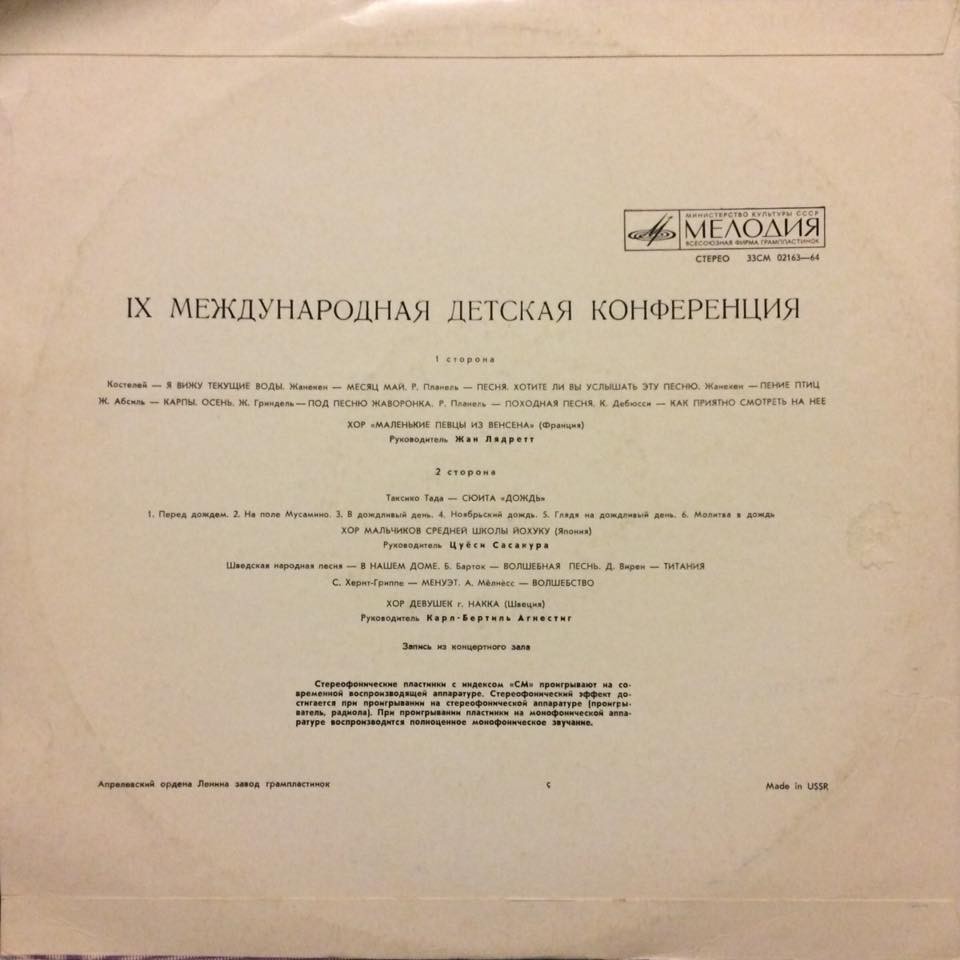 МИНИСТЕРСТВО КУЛЬТУРЫ СССР
МЕЛОДИЯ
ВСЕСОЮЗНАЯ ФИРМА ГРАМПЛАСТИНОК
СТЕРЕО 33СМ 02163—64
IX МЕЖДУНАРОДНАЯ ДЕТСКАЯ КОНФЕРЕНЦИЯ
1 сторона
Костелей — Я ВИЖУ ТЕКУЩИЕ ВОДЫ. Жанекен — МЕСЯЦ МАЙ. Р. Планель — ПЕСНЯ. ХОТИТЕ ЛИ ВЫ УСЛЫШАТЬ ЭТУ ПЕСНЮ. Жанекен — ПЕНИЕ ПТИЦ
Ж. Абсиль — КАРПЫ. ОСЕНЬ. Ж. Гриндель — ПОД ПЕСНЮ ЖАВОРОНКА. Р. Планель — ПОХОДНАЯ ПЕСНЯ. К. Дебюсси — КАК ПРИЯТНО СМОТРЕТЬ НА НЕЕ
ХОР «МАЛЕНЬКИЕ ПЕВЦЫ ИЗ ВЕНСЕНА» (Франция)
Руководитель Жан Лядретт
2 сторона
Таксико Тада — СЮИТА «ДОЖДЬ»
1. Перед дождем. 2. На поле Мусамино. 3. В дождливый день. 4. Ноябрьский дождь. 5. Глядя на дождливый день. 6. Молитва в дождь
ХОР МАЛЬЧИКОВ СРЕДНЕЙ ШКОЛЫ ЙОХУКУ (Япония)
Руководитель Цуёси Сасакура
Шведская народная песня — В НАШЕМ ДОМЕ. Б. Барток — ВОЛШЕБНАЯ ПЕСНЬ. Д. Вирен — ТИТАНИЯ
С. Хернт-Гриппе — МЕНУЭТ. А. Мёлнёсс — ВОЛШЕБСТВО
ХОР ДЕВУШЕК г. НАККА (Швеция)
Руководитель Карл-Бертиль Агнестиг
Запись из концертного зала
Стереофонические пластинки с индексом «СМ» проигрывают на со-
временной воспроизводящей аппаратуре. Стереофонический эффект до-
стигается при проигрывании на стереофонической аппаратуре (проигры-
ватель, радиола). При проигрывании пластинки на монофонической аппа-
ратуре воспроизводится полноценное монофоническое звучание.
Апрелевский ордена Ленина завод грампластинок ς Made in USSR